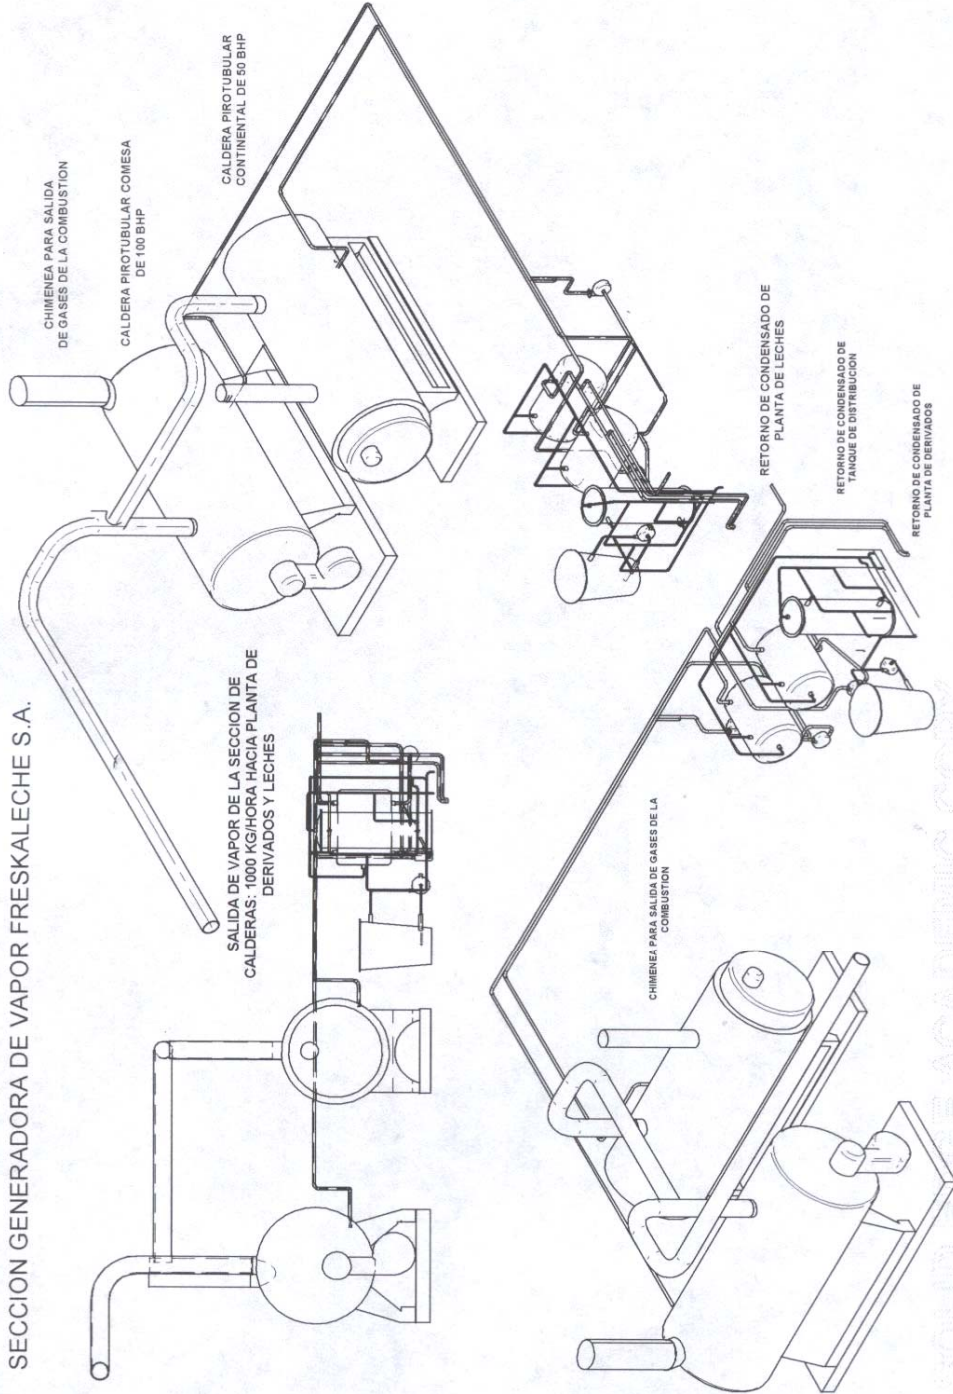 SECCION GENERADORA DE VAPOR FRESKALECHE S.A.
CHIMENEA PARA SALIDA
DE GASES DE LA COMBUSTION
CALDERA PIROTUBULAR COMESA
DE 100 BHP
CALDERA PIROTUBULAR
CONTINENTAL DE 50 BHP
SALIDA DE VAPOR DE LA SECCION DE
CALDERAS: 1000 KG/HORA HACIA PLANTA DE
DERIVADOS Y LECHES
RETORNO DE CONDENSADO DE
PLANTA DE LECHES
RETORNO DE CONDENSADO DE
TANQUE DE DISTRIBUCION
RETORNO DE CONDENSADO DE
PLANTA DE DERIVADOS
CHIMENEA PARA SALIDA DE GASES DE LA
COMBUSTION